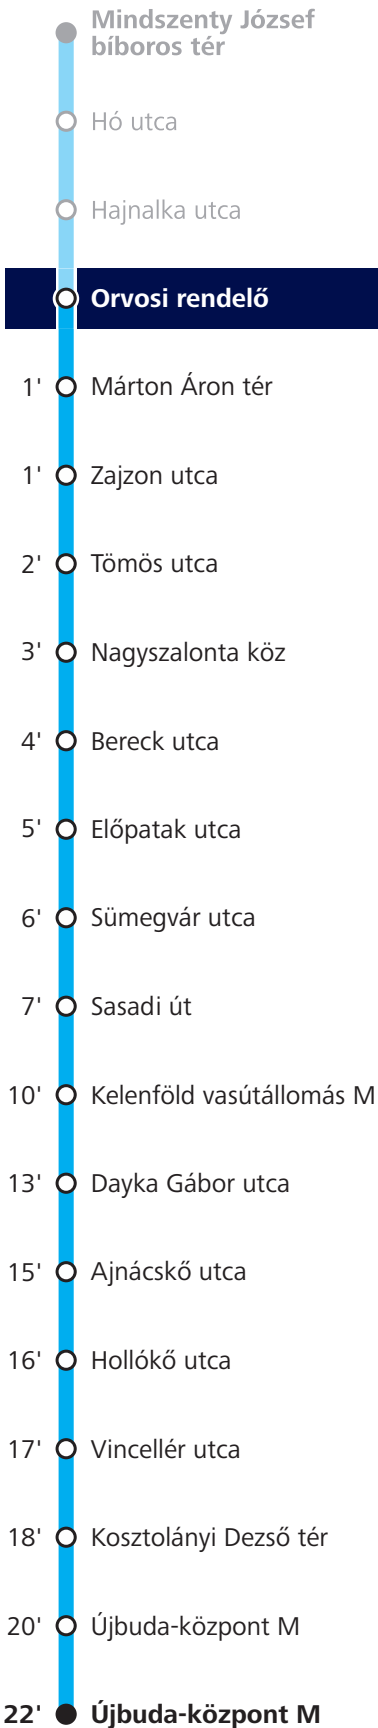 Mindszenty József
bíboros tér
Hó utca
Hajnalka utca
Orvosi rendelő
1' Márton Áron tér
1' Zajzon utca
2' Tömös utca
3' Nagyszalonta köz
4' Bereck utca
5' Előpatak utca
6' Sümegvár utca
7' Sasadi út
10' Kelenföld vasútállomás M
13' Dayka Gábor utca
15' Ajnácskő utca
16' Hollókő utca
17' Vincellér utca
18' Kosztolányi Dezső tér
20' Újbuda-központ M
22' Újbuda-központ M